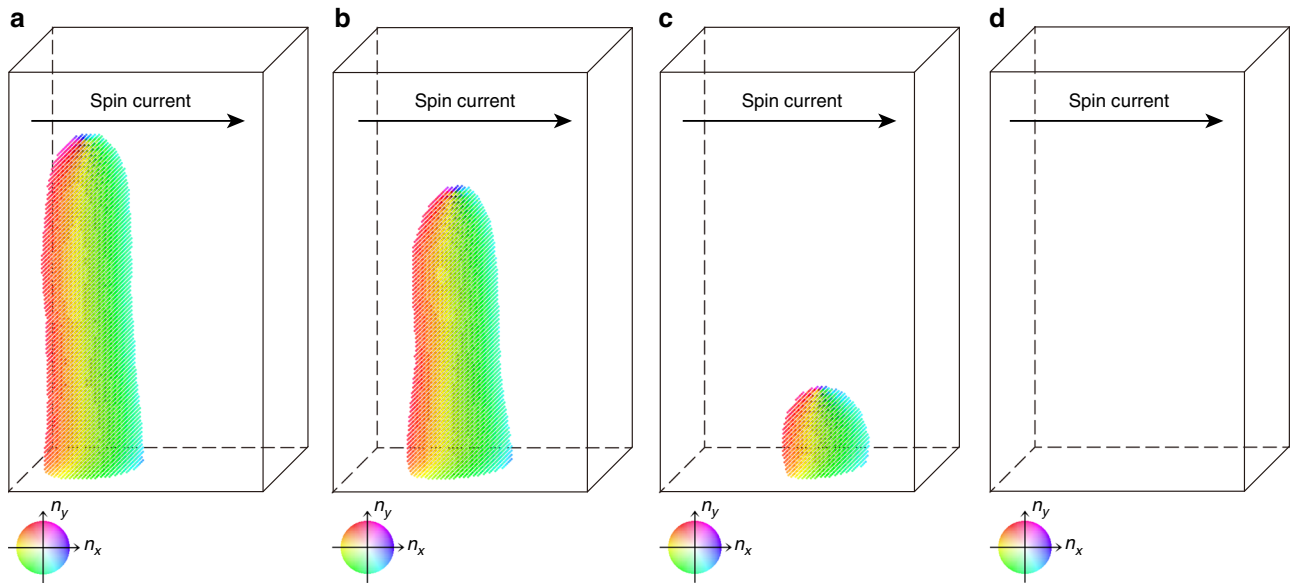 a
b
c
d
Spin current
Spin current
Spin current
Spin current
n_y
n_x
n_y
n_x
n_y
n_x
n_y
n_x